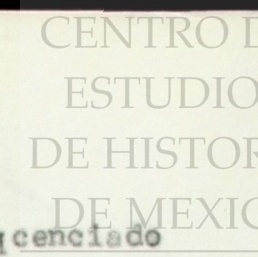 CENTRO D
ESTUDIO
DE HISTOR
DE MEXIC
cenciado